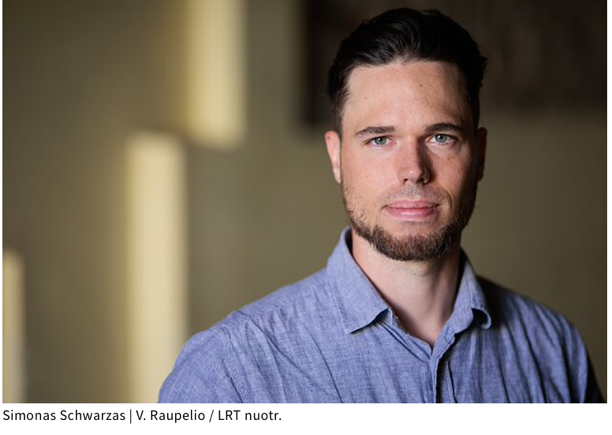 Simonas Schwarzas | V. Raupelio / LRT nuotr.